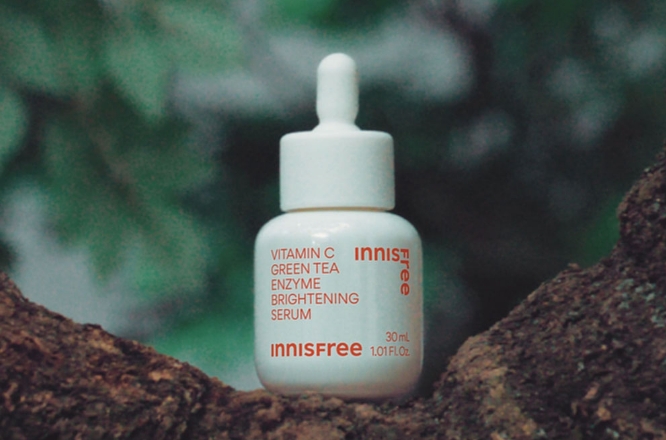 VITAMIN C
GREEN TEA
ENZYME
BRIGHTENING
SERUM
INNISFree
INNISFree
30 mL
1.01 Fl.Oz.